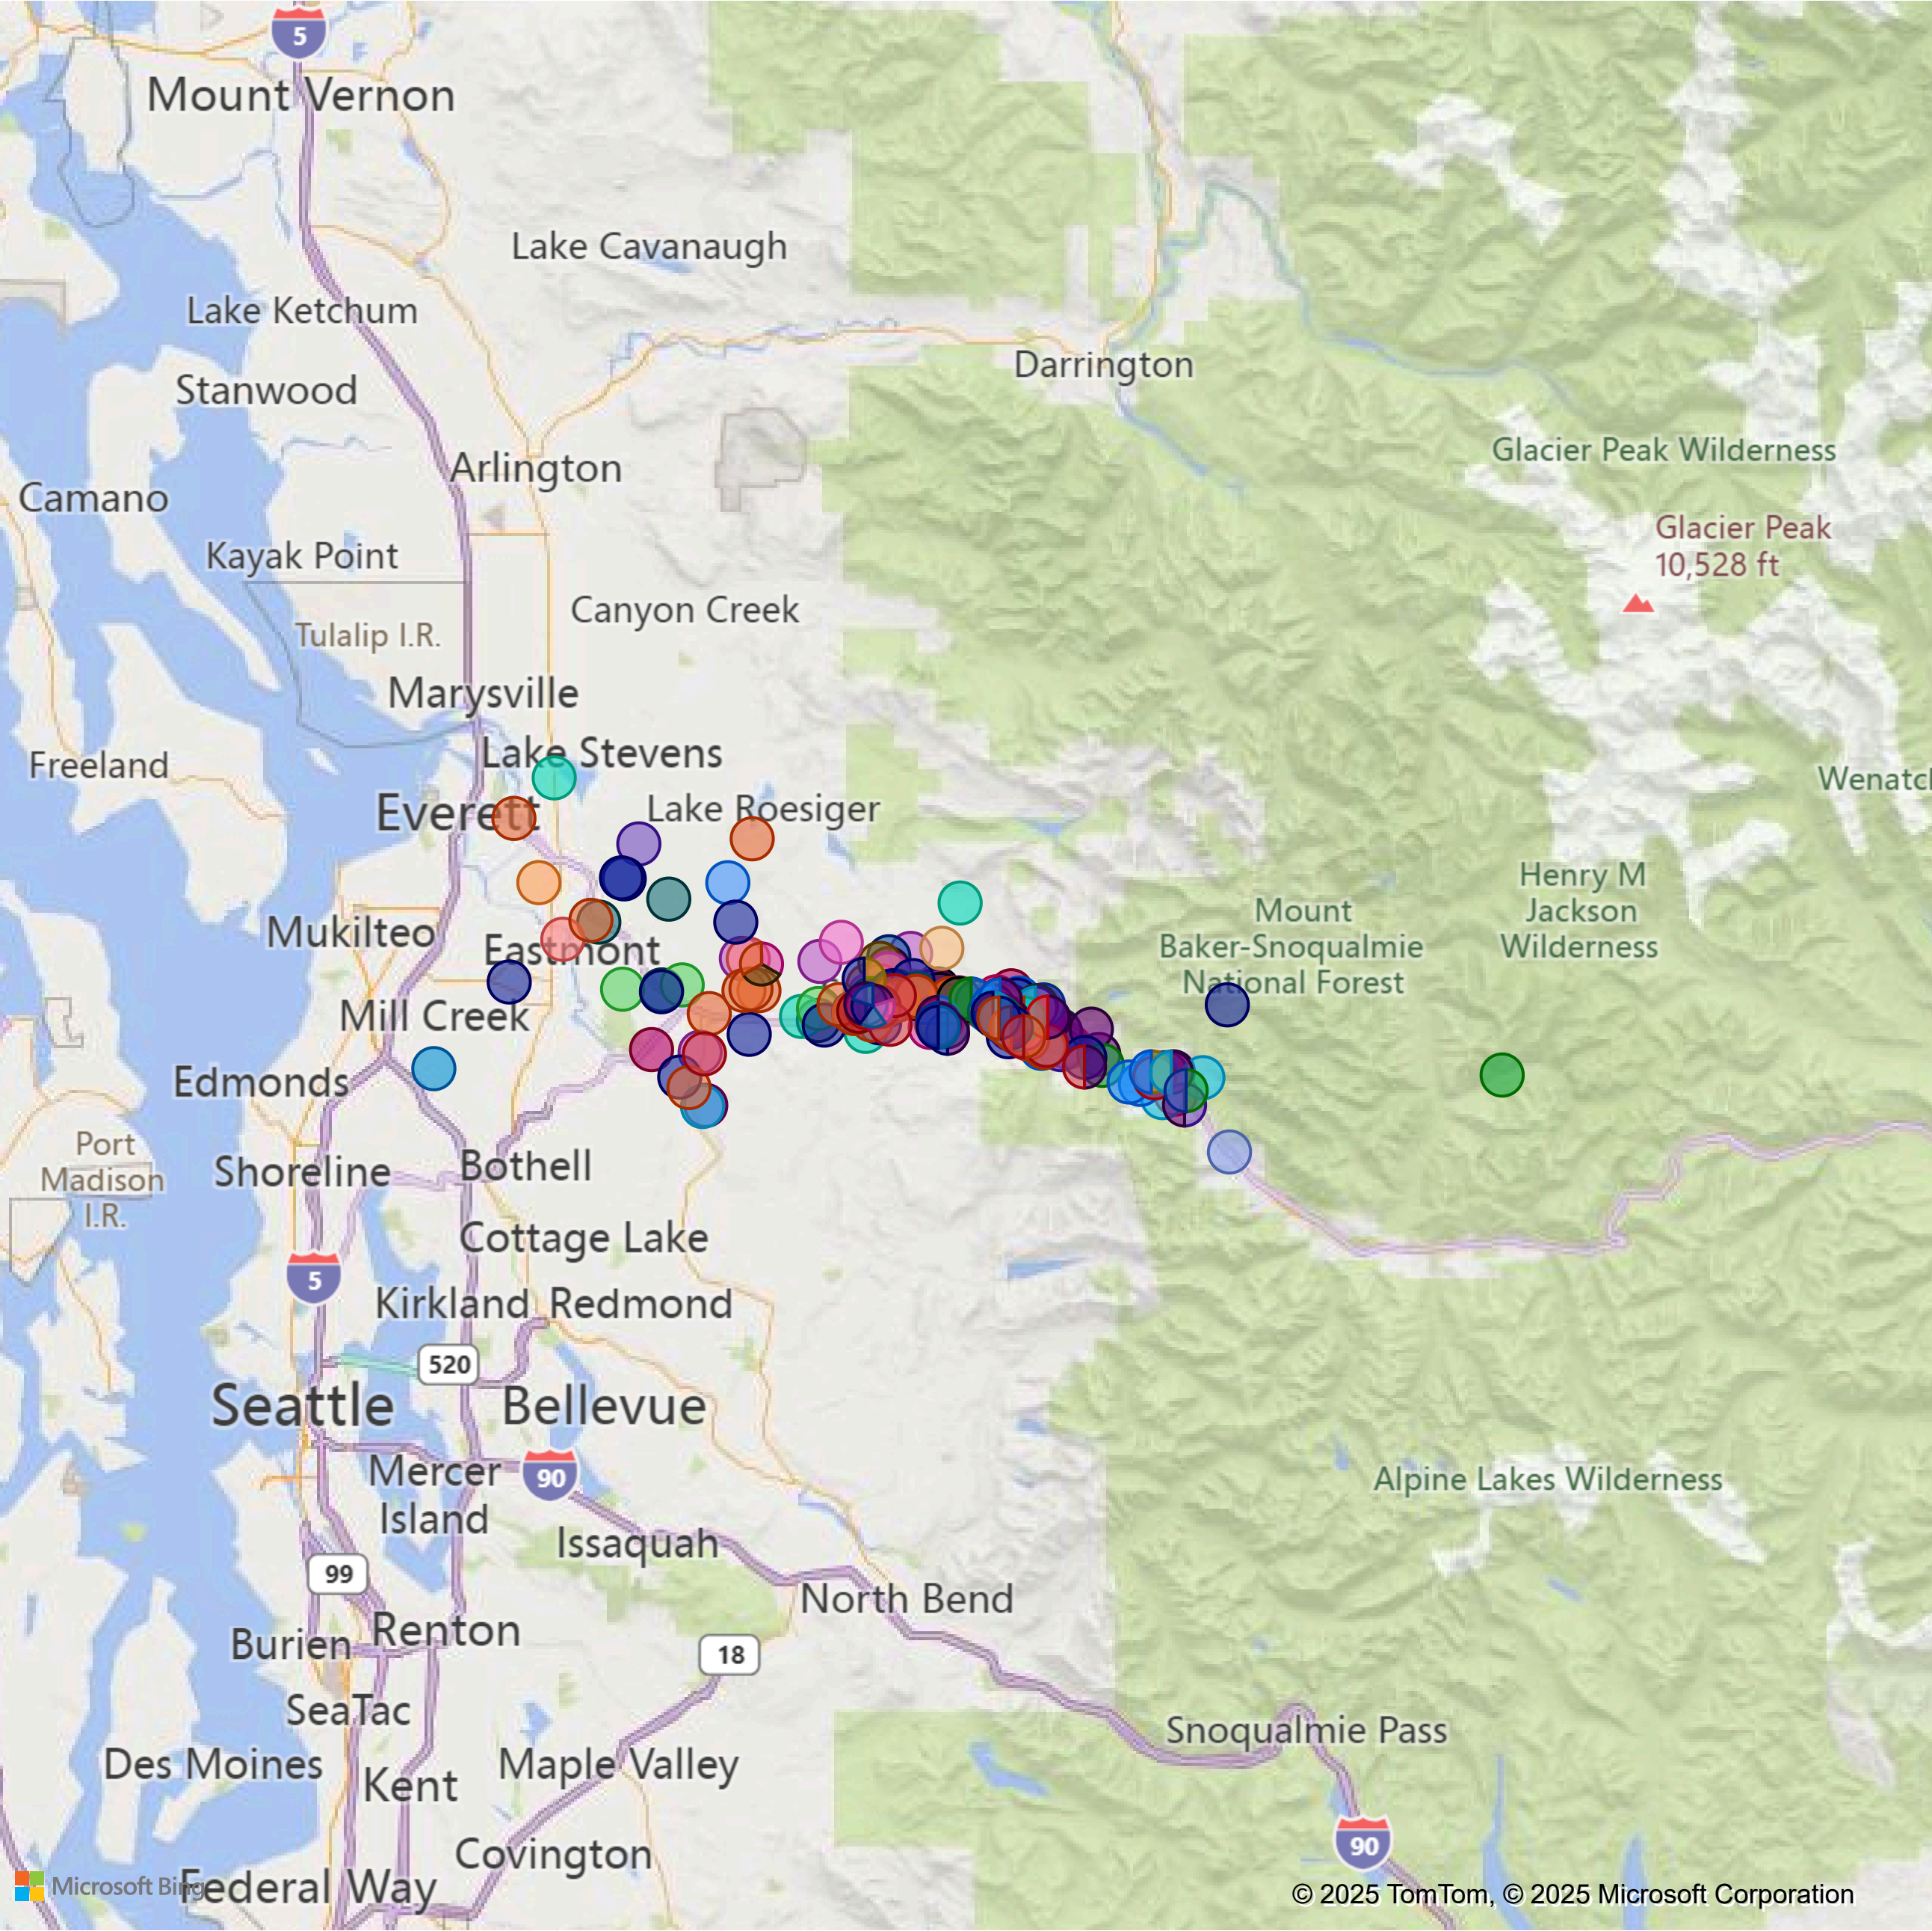 5
Mount Vernon
Lake Cavanaugh
Lake Ketchum
Darrington
Stanwood
Glacier Peak Wilderness
Arlington
Camano
Glacier Peak
10,528 ft
Kayak Point
Canyon Creek
Tulalip I.R.
Marysville
Lake Stevens
Freeland
Wenatch
Everett
Lake Roesiger
Henry M
Jackson
Wilderness
Mount
Baker-Snoqualmie
National Forest
Mukilteo
Eastmont
Mill Creek
Edmonds
Port
Madison
I.R.
Shoreline
Bothell
Cottage Lake
5
Kirkland
Redmond
520
Seattle
Bellevue
Mercer
Island
90
Alpine Lakes Wilderness
Issaquah
99
North Bend
Burien
Renton
18
SeaTac
Snoqualmie Pass
Des Moines
Maple Valley
Kent
90
Covington
Microsoft Bing
Federal Way
© 2025 TomTom, © 2025 Microsoft Corporation